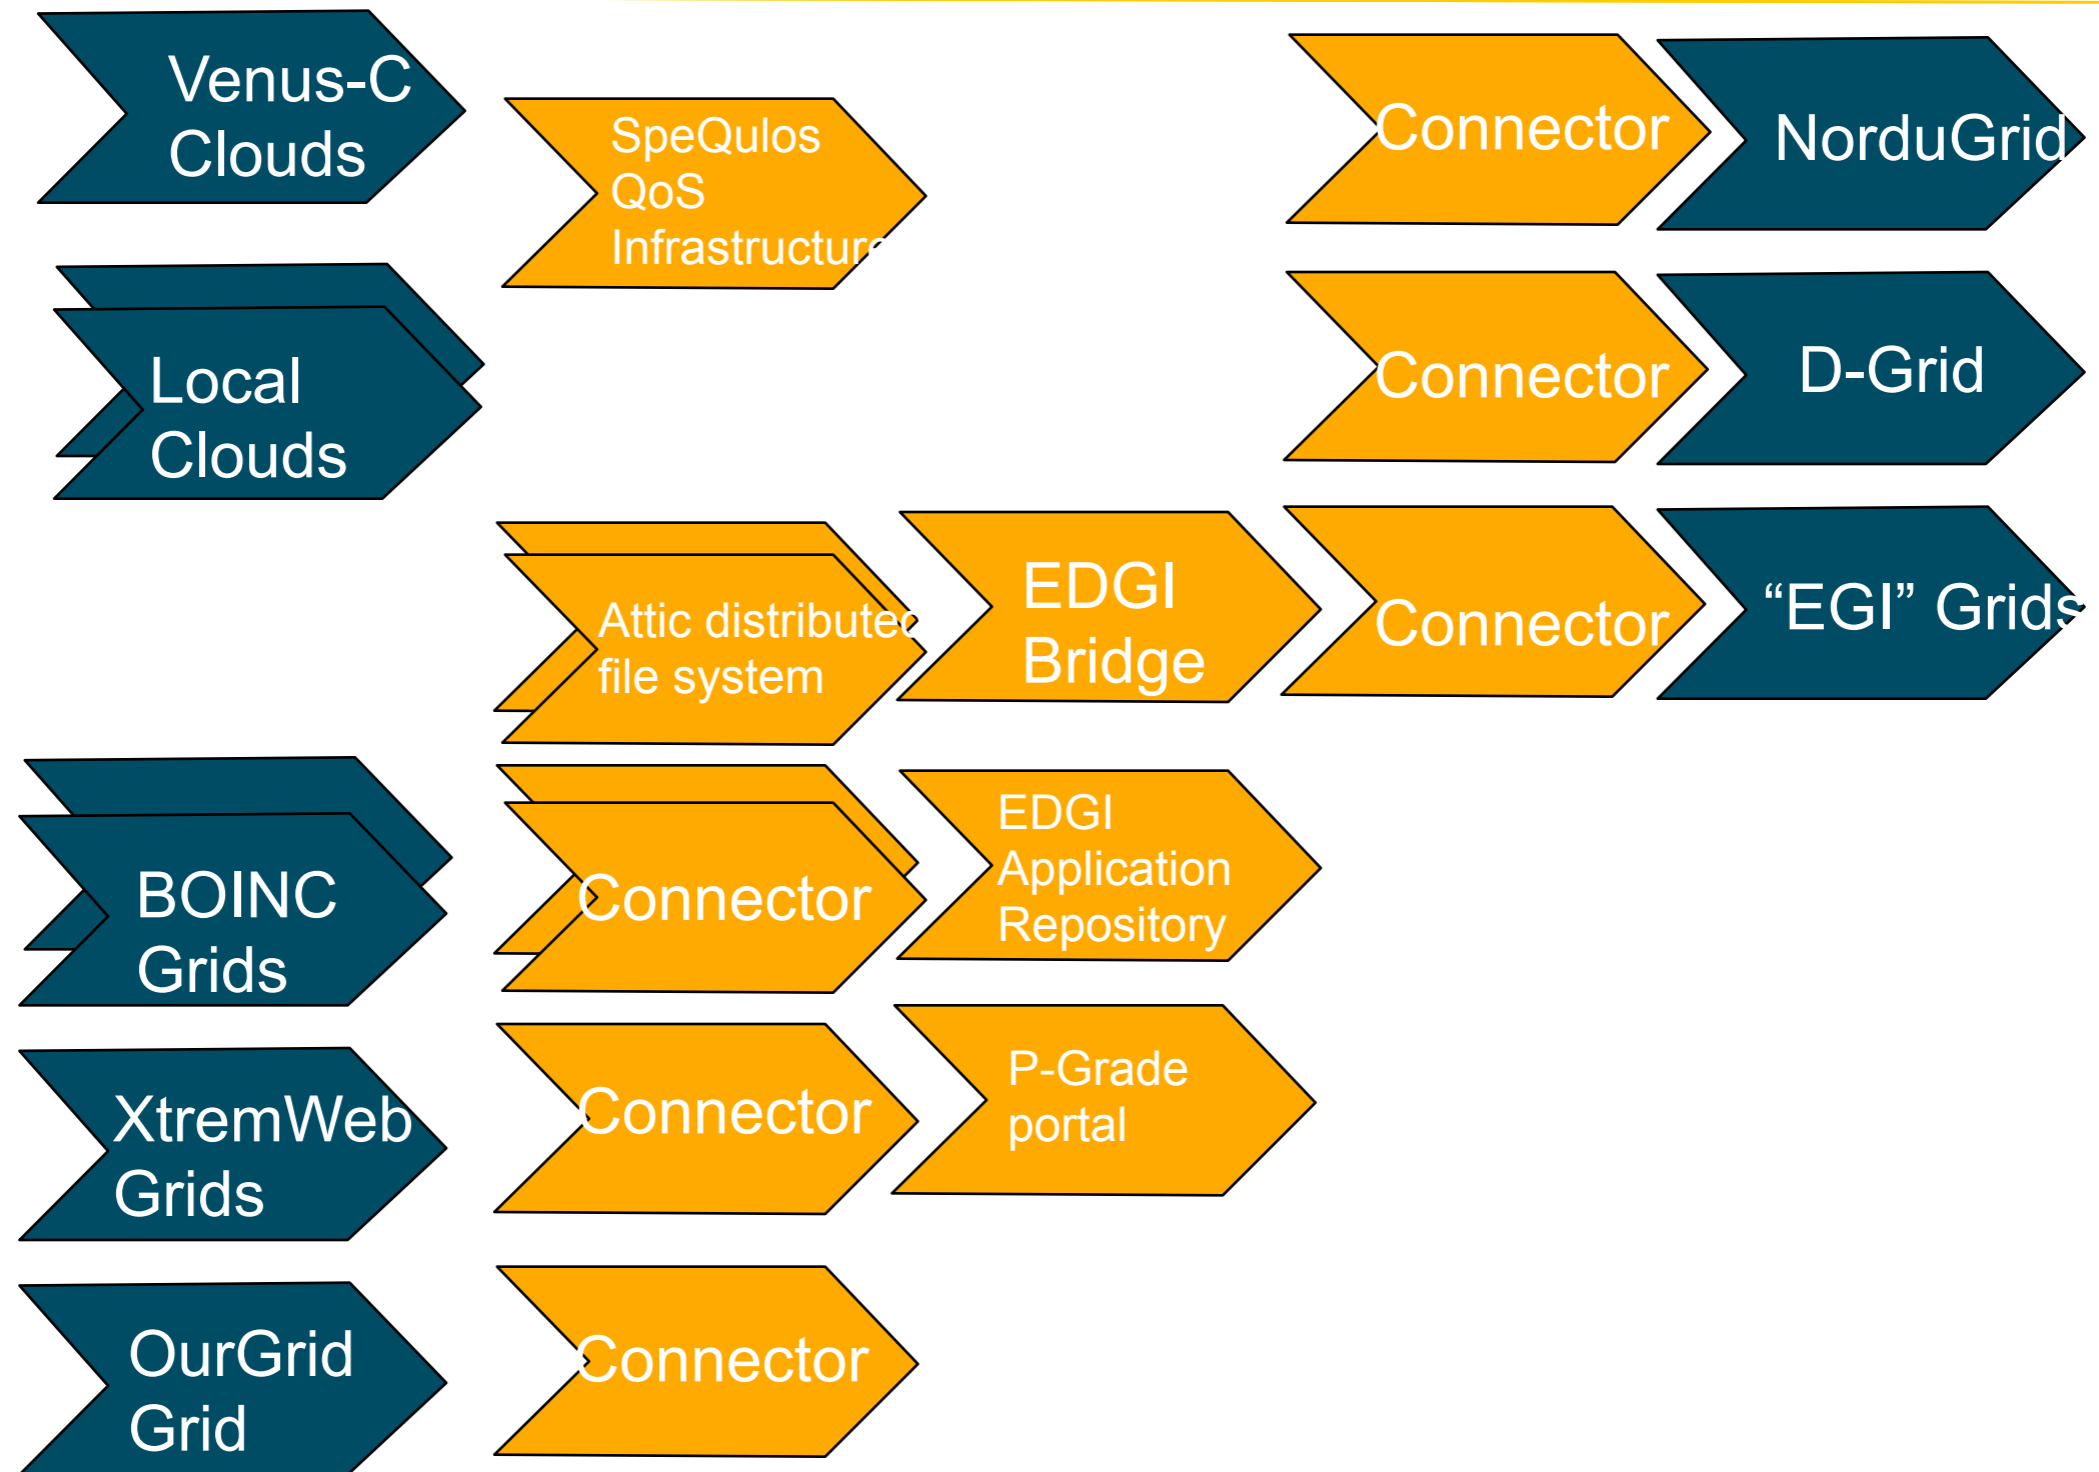 Venus-C
Clouds
SpeQulos
QoS
Infrastructure
Connector
NorduGrid
Local
Clouds
Connector
D-Grid
Attic distributed
file system
EDGI
Bridge
Connector
“EGI” Grids
BOINC
Grids
Connector
EDGI
Application
Repository
XtremWeb
Grids
Connector
P-Grade
portal
OurGrid
Grid
Connector